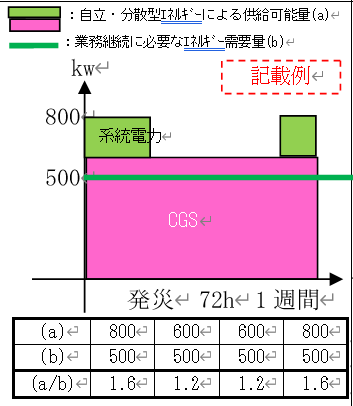 ：自立・分散型ｴﾈﾙｷﾞｰによる供給可能量(a)
：業務継続に必要なｴﾈﾙｷﾞｰ需要量(b)
kw
記載例
800
系統電力
500
CGS
発災 72h 1週間
(a) 800 600 600 800
(b) 500 500 500 500
(a/b) 1.6 1.2 1.2 1.6